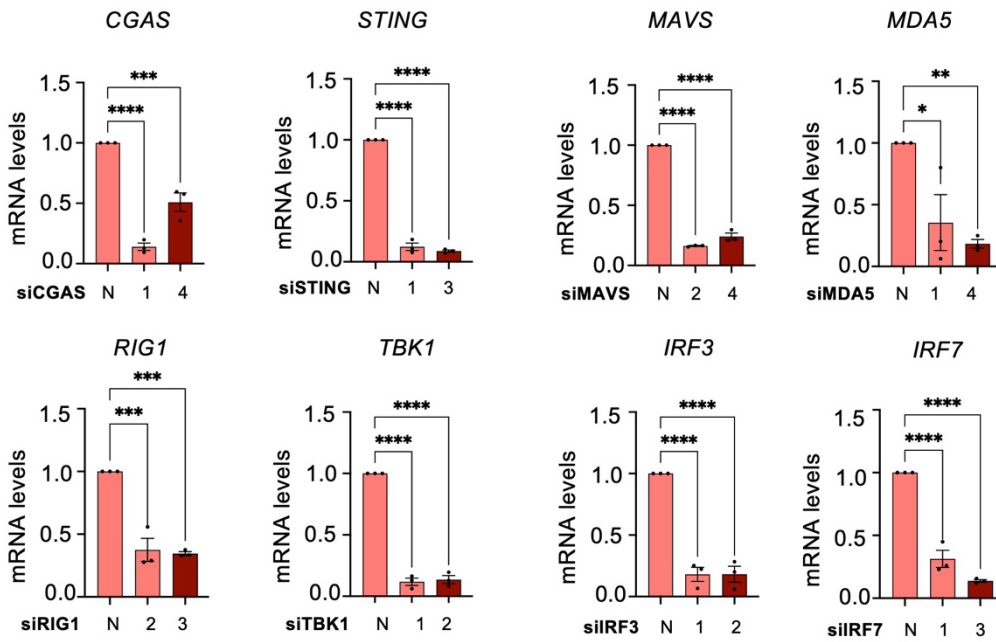 CGAS
mRNA levels
1.5
1.0
0.5
0.0
***
****
siCGAS N 1 4
STING
mRNA levels
1.5
1.0
0.5
0.0
****
****
siSTING N 1 3
MAVS
mRNA levels
1.5
1.0
0.5
0.0
****
****
siMAVS N 2 4
MDA5
mRNA levels
1.5
1.0
0.5
0.0
**
*
siMDA5 N 1 4
RIG1
mRNA levels
1.5
1.0
0.5
0.0
***
***
siRIG1 N 2 3
TBK1
mRNA levels
1.5
1.0
0.5
0.0
****
****
siTBK1 N 1 2
IRF3
mRNA levels
1.5
1.0
0.5
0.0
****
****
siIRF3 N 1 2
IRF7
mRNA levels
1.5
1.0
0.5
0.0
****
****
siIRF7 N 1 3